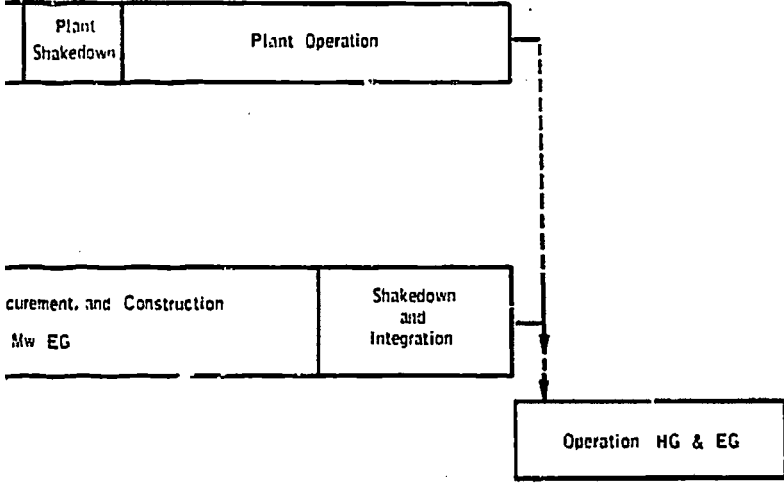 Plant
Shakedown
Plant Operation
curement, and Construction
Mw EG
Shakedown
and
Integration
Operation HG & EG